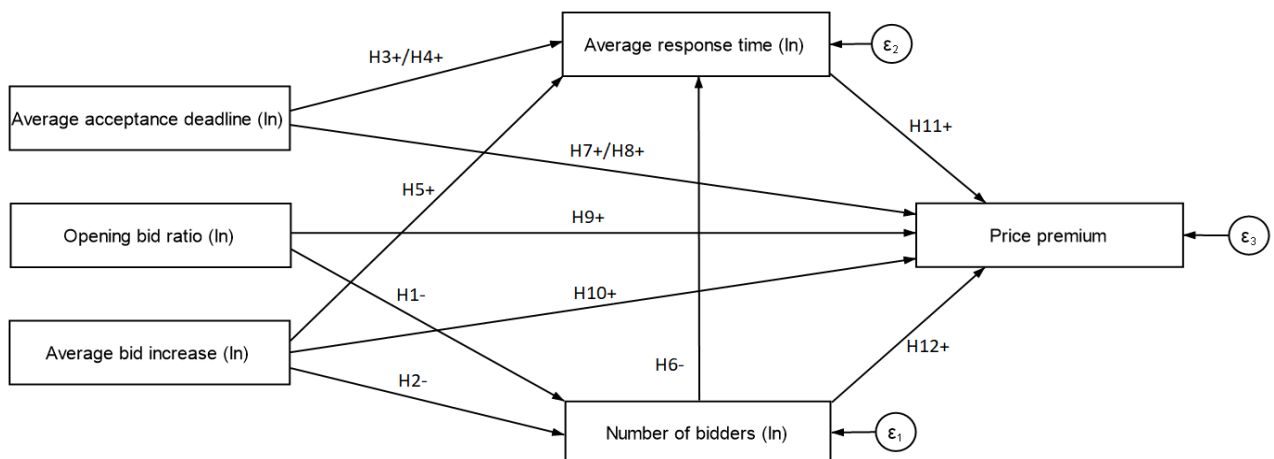 Average response time (ln)
ε2
H3+/H4+
Average acceptance deadline (ln)
H11+
H7+/H8+
H5+
Opening bid ratio (ln)
H9+
Price premium
ε3
H1-
H10+
Average bid increase (ln)
H6-
H12+
H2-
Number of bidders (ln)
ε1